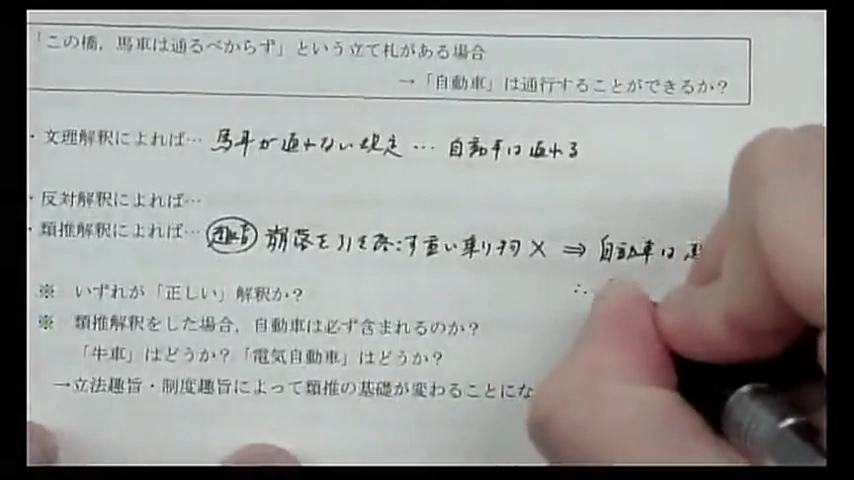 「この橋，馬車は通るべからず」という立て札がある場合
→「自動車」は通行することができるか？
・文理解釈によれば… 馬車が通れない規定 … 自動車は通れる
・反対解釈によれば…
・類推解釈によれば… 趣旨 崩落を引き起こす重い乗り物 × ⇒ 自動車は
∴
※ いずれが「正しい」解釈か？
※ 類推解釈をした場合，自動車は必ず含まれるのか？
「牛車」はどうか？「電気自動車」はどうか？
→立法趣旨・制度趣旨によって類推の基礎が変わることにな